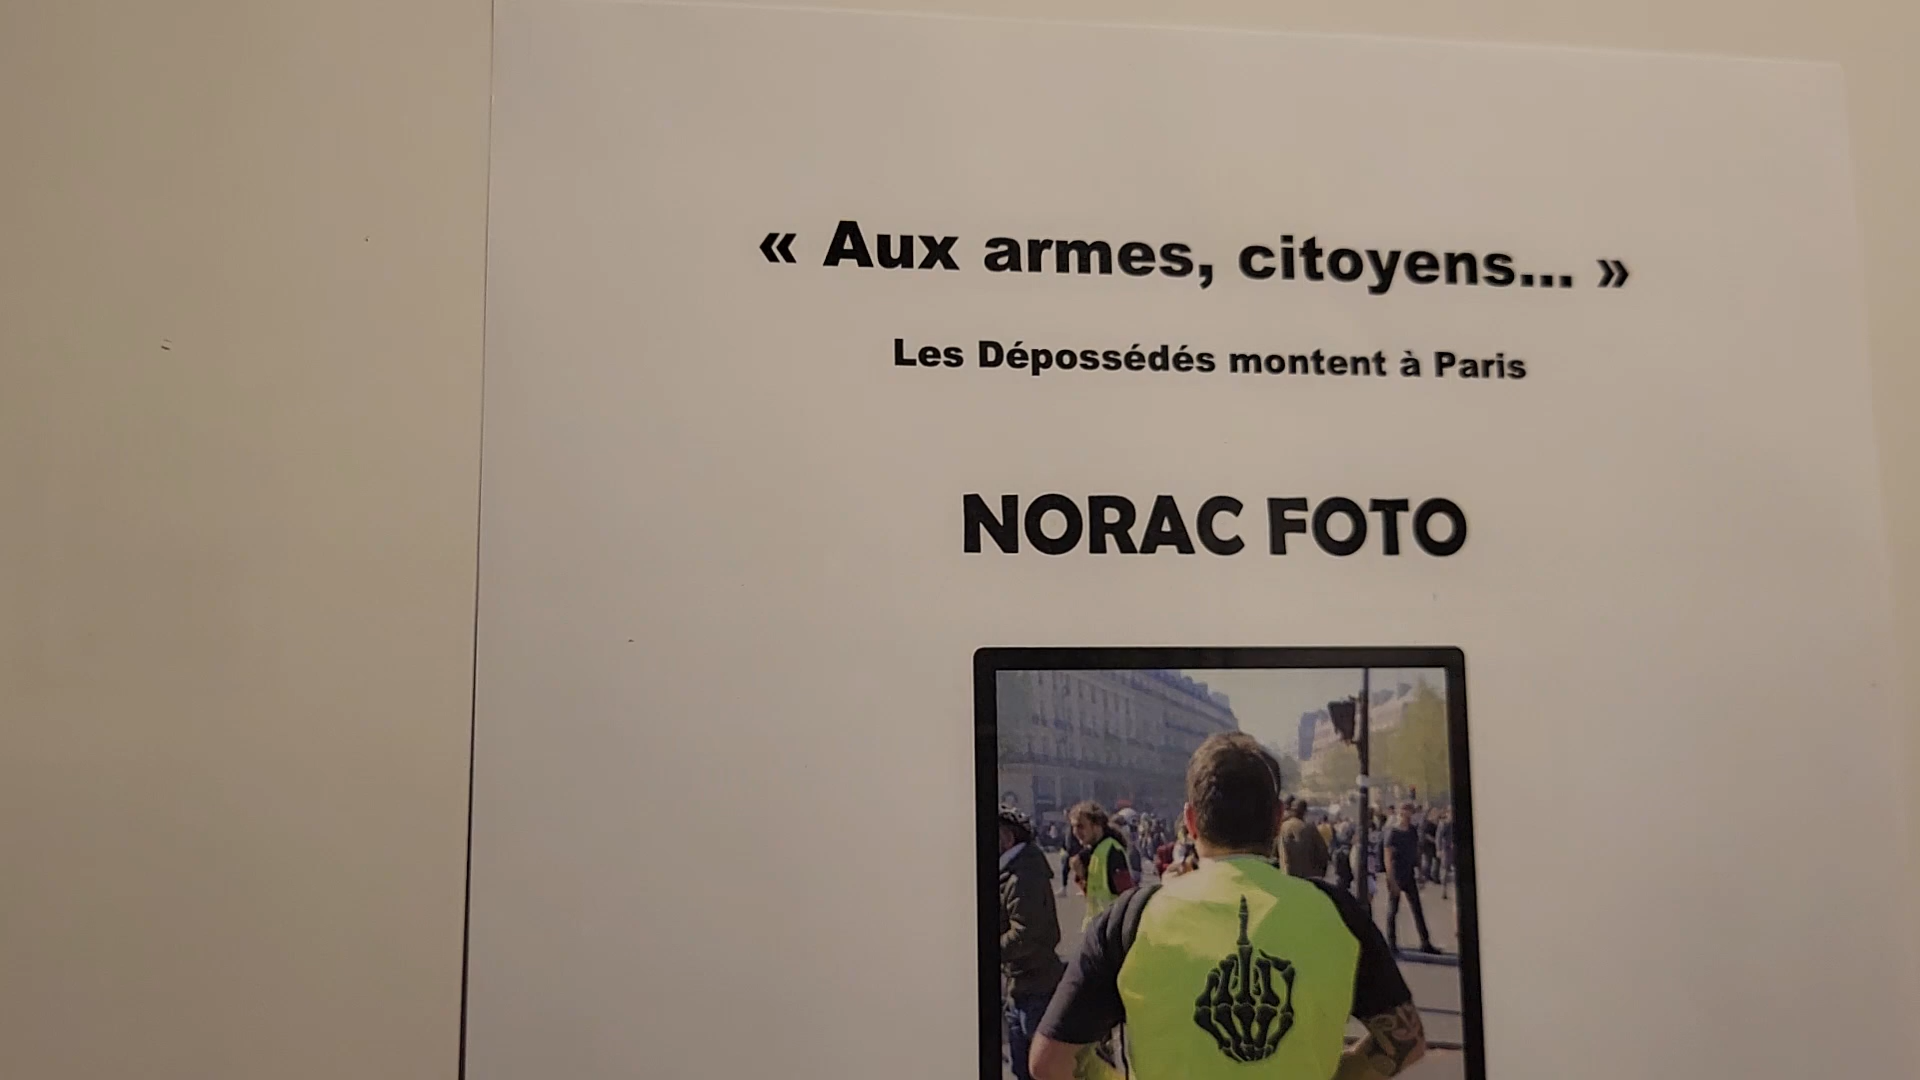 « Aux armes, citoyens... »
Les Dépossédés montent à Paris
NORAC FOTO